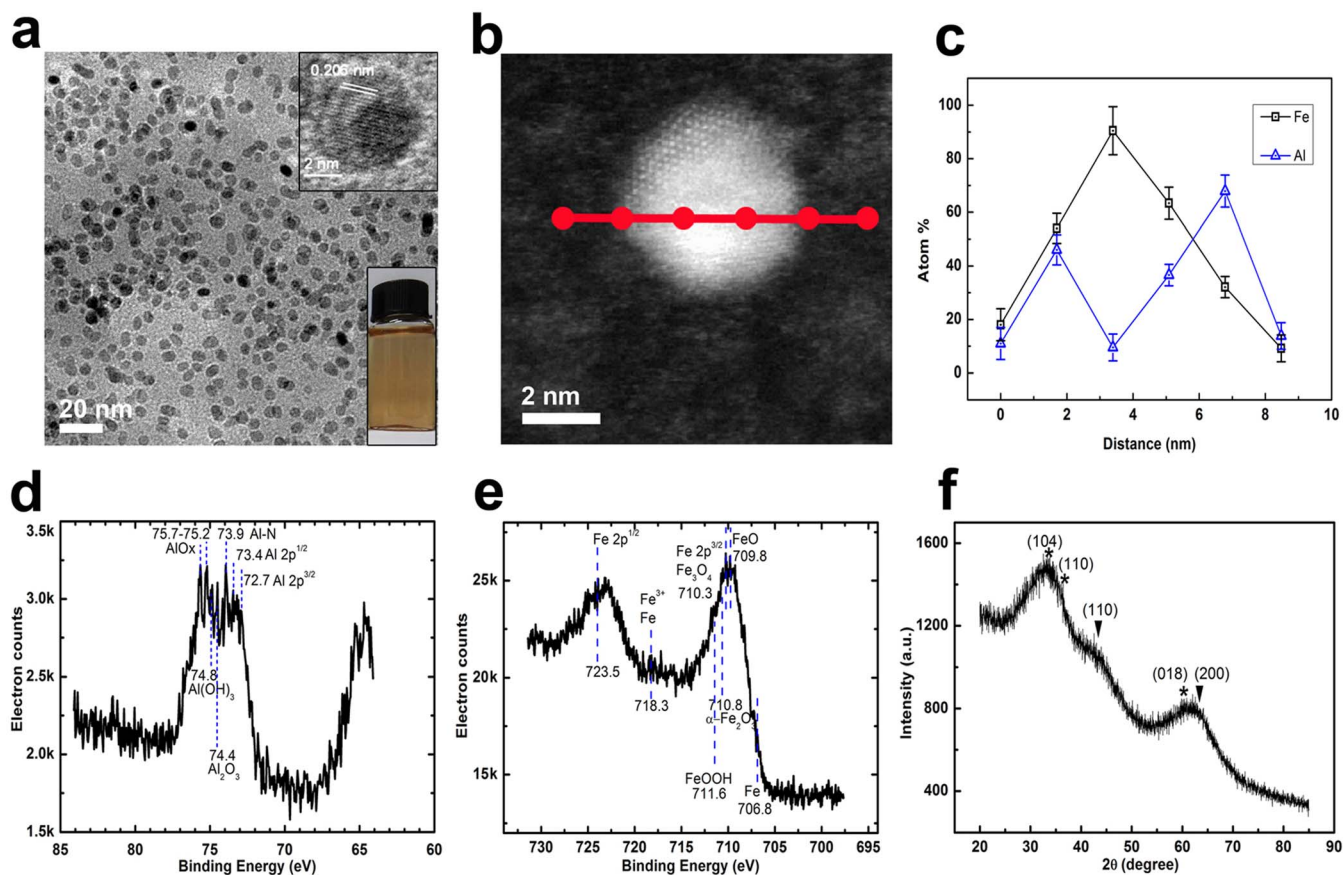 a
0.205 nm
2 nm
20 nm
b
2 nm
c
Atom %
100
80
60
40
20
0
Fe
Al
0 2 4 6 8 10
Distance (nm)
d
Electron counts
3.5k
3.0k
2.5k
2.0k
1.5k
75.7-75.2
AlOx
73.9 Al-N
73.4 Al 2p1/2
72.7 Al 2p3/2
74.8
Al(OH)3
74.4
Al2O3
85 80 75 70 65 60
Binding Energy (eV)
e
Electron counts
25k
20k
15k
Fe 2p1/2
723.5
Fe3+
Fe
718.3
Fe 2p3/2
Fe3O4
710.3
FeO
709.8
710.8
α-Fe2O3
FeOOH
711.6
Fe
706.8
730 725 720 715 710 705 700 695
Binding Energy (eV)
f
Intensity (a.u.)
1600
1200
800
400
(104)
* (110)
*
(110)
(018) (200)
*
20 30 40 50 60 70 80 90
2θ (degree)